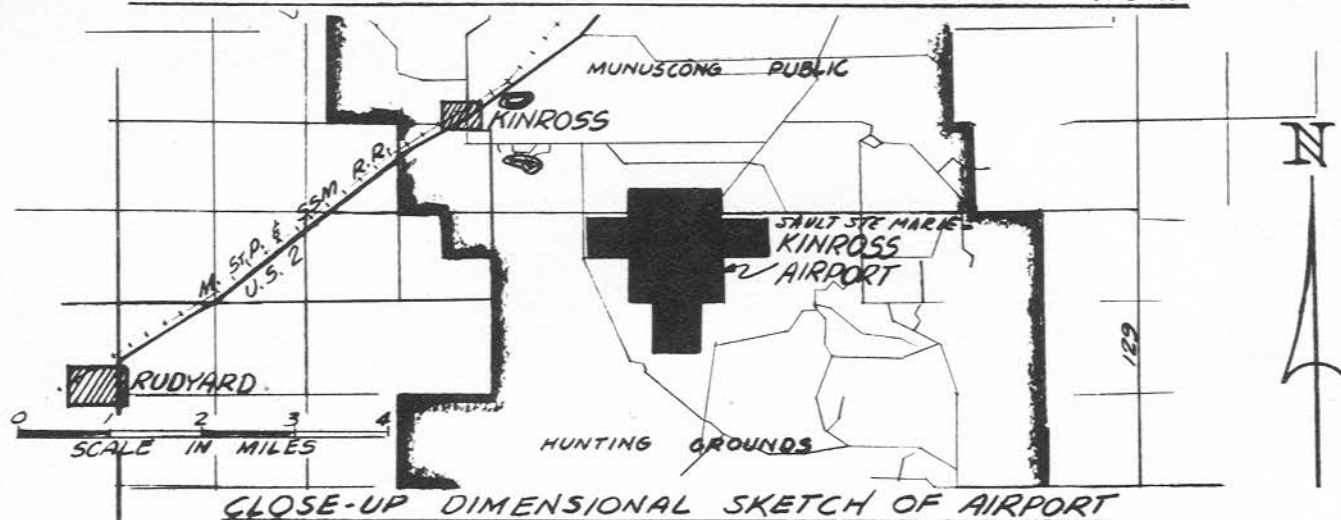 MUNUSCONG PUBLIC
N
KINROSS
M. ST.P. & SSM R.R.
U.S. 2
SAULT STE MARIE-
KINROSS
AIRPORT
129
RUDYARD
0 1 2 3 4
SCALE IN MILES
HUNTING GROUNDS
CLOSE-UP DIMENSIONAL SKETCH OF AIRPORT